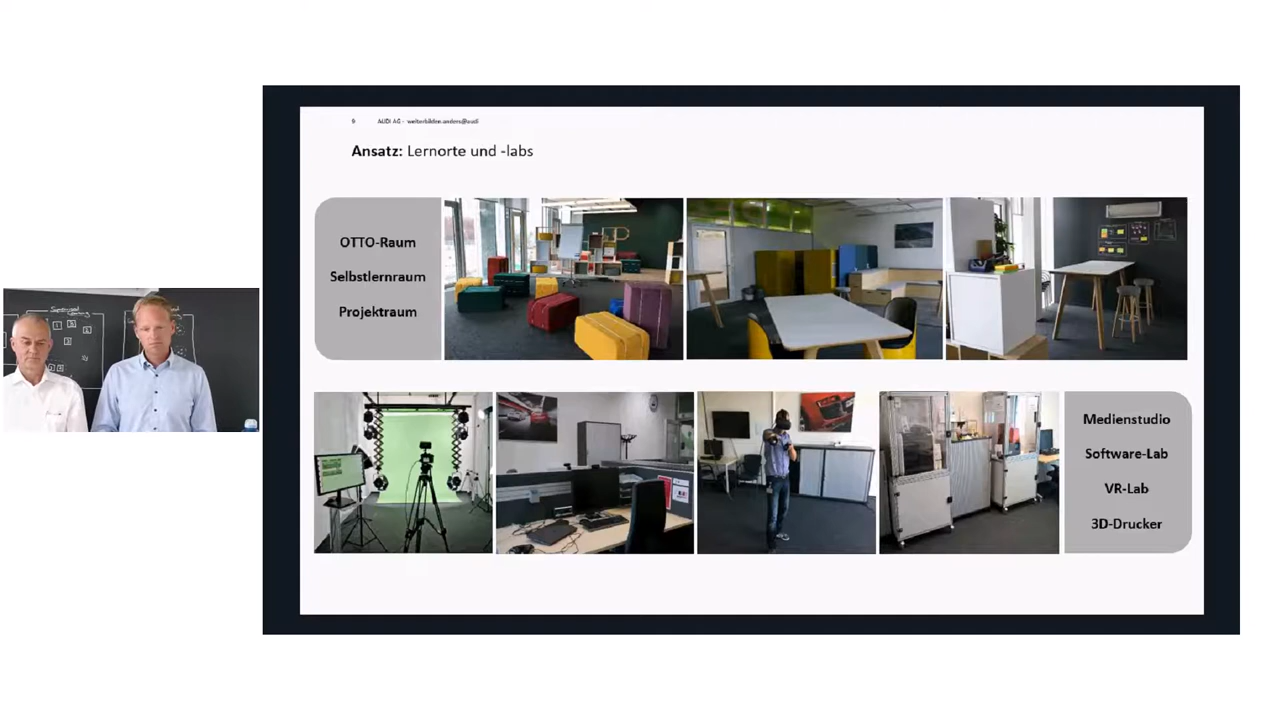 9 AUDI AG - weiterbilden.anders@audi
Ansatz: Lernorte und -labs
OTTO-Raum
Selbstlernraum
Projektraum
Medienstudio
Software-Lab
VR-Lab
3D-Drucker